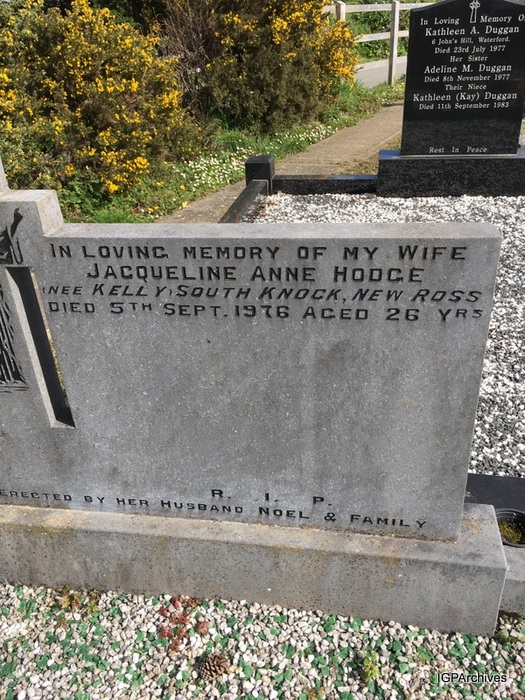 In Loving Memory Of
Kathleen A. Duggan
6 John's Hill, Waterford.
Died 23rd July 1977
Her Sister
Adeline M. Duggan
Died 8th November 1977
Their Niece
Kathleen (Kay) Duggan
Died 11th September 1983
Rest In Peace
IN LOVING MEMORY OF MY WIFE
JACQUELINE ANNE HODGE
(NEE KELLY) SOUTH KNOCK, NEW ROSS
DIED 5TH SEPT. 1976 AGED 26 YRS
R. I. P.
ERECTED BY HER HUSBAND NOEL & FAMILY
IGPArchives